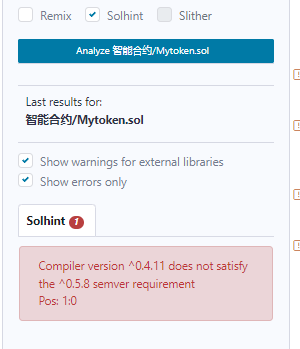 Remix Solhint Slither
Analyze 智能合约/Mytoken.sol
Last results for:
智能合约/Mytoken.sol
Show warnings for external libraries
Show errors only
Solhint 1
Compiler version ^0.4.11 does not satisfy
the ^0.5.8 semver requirement
Pos: 1:0